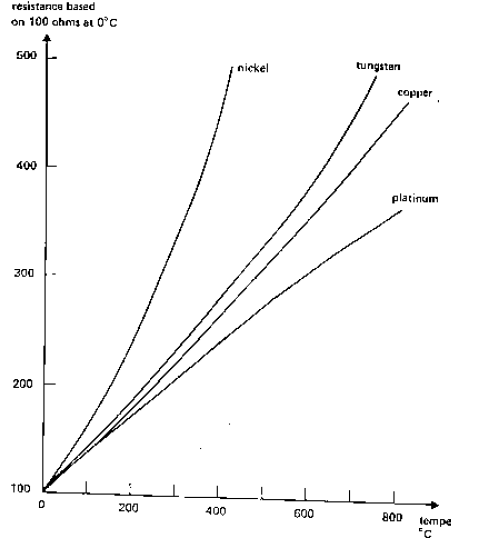 resistance based
on 100 ohms at 0°C
500
nickel
tungsten
copper
400
platinum
300
200
100
0
200
400
600
800
tempe
°C